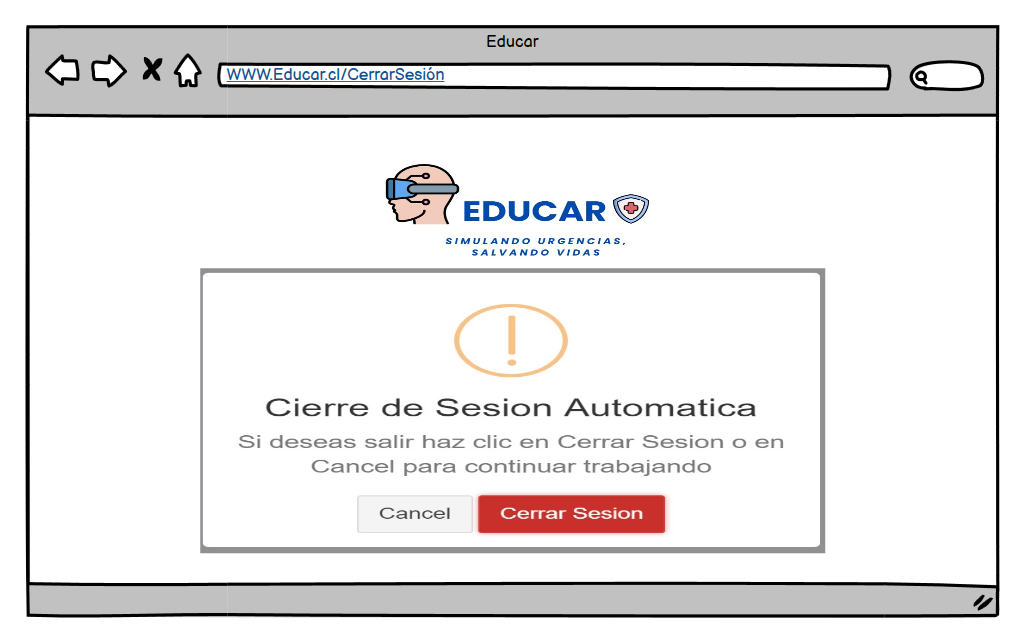 Educar
WWW.Educar.cl/CerrarSesión
EDUCAR
SIMULANDO URGENCIAS,
SALVANDO VIDAS
Cierre de Sesion Automatica
Si deseas salir haz clic en Cerrar Sesion o en
Cancel para continuar trabajando
Cancel
Cerrar Sesion